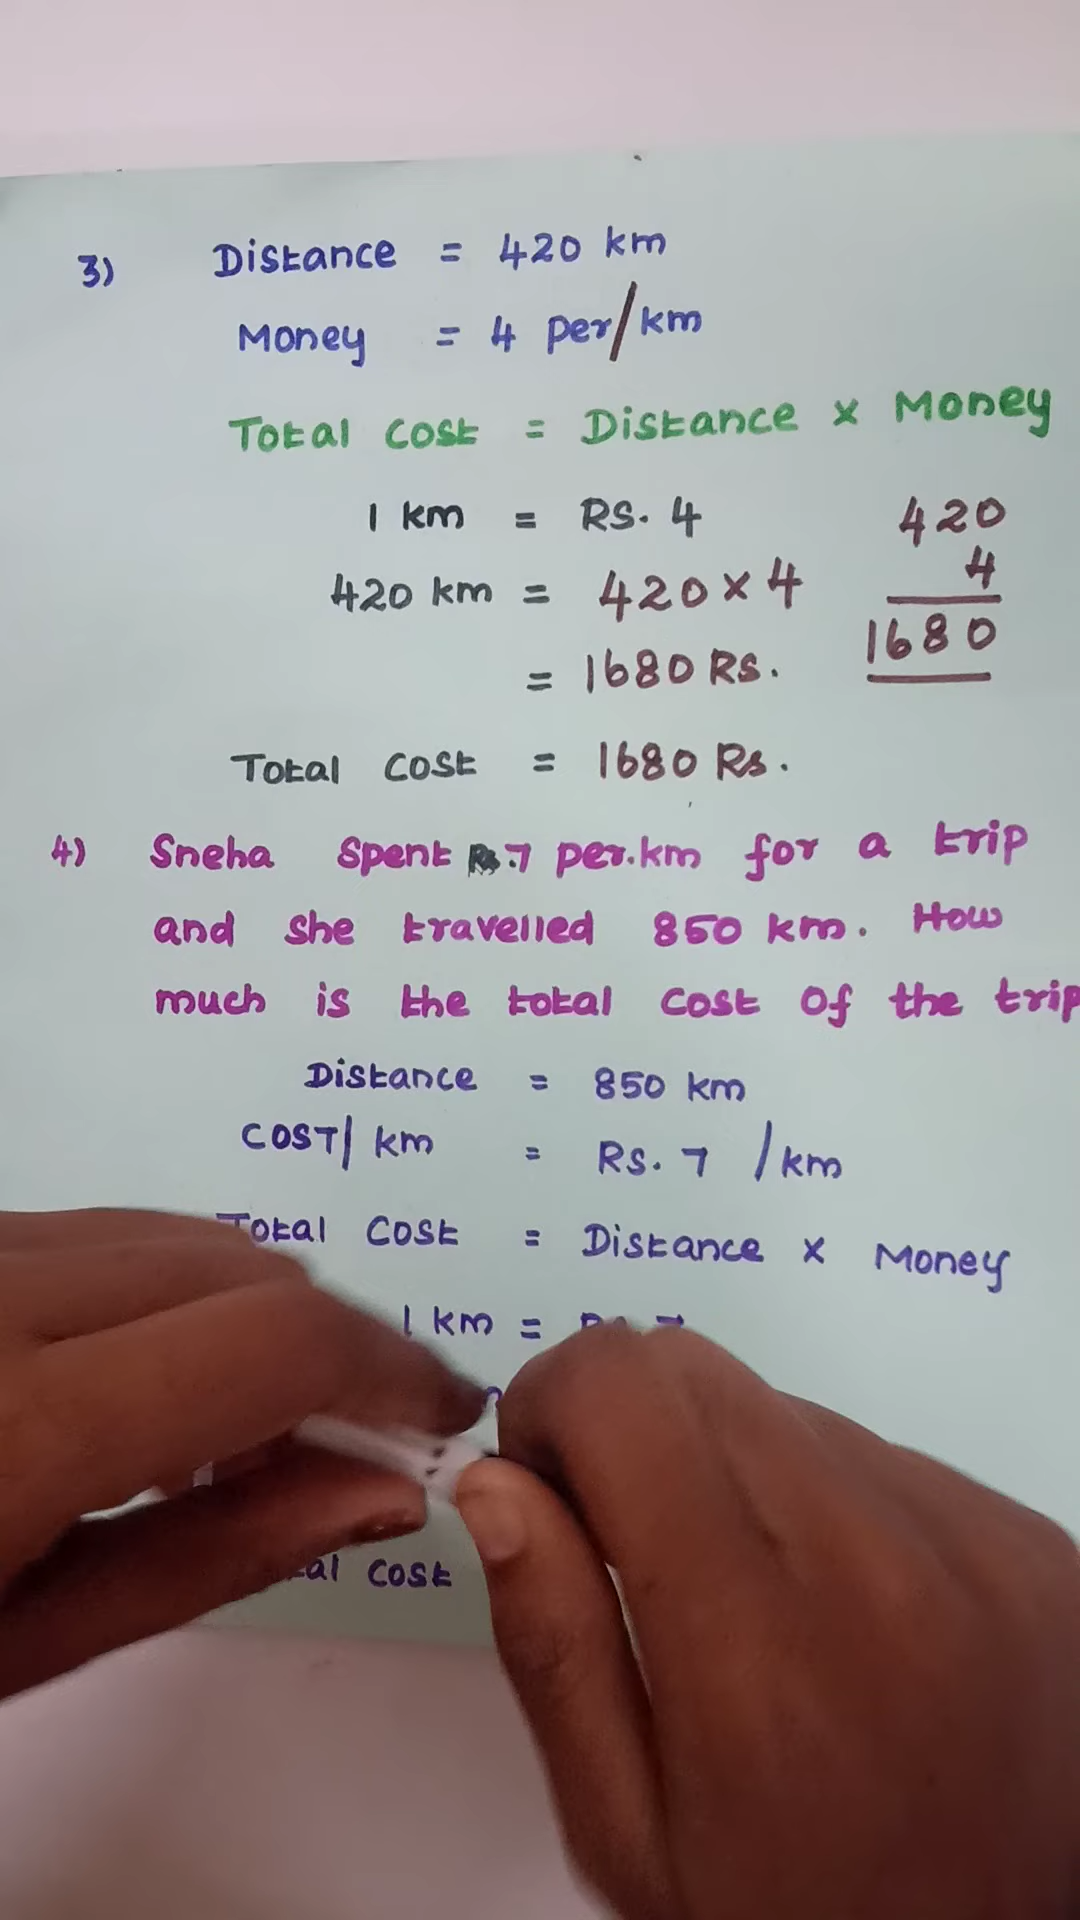 3) Distance = 420 km
Money = 4 per/km
Total cost = Distance x Money
1 km = RS. 4
420
420 km = 420 x 4
4
= 1680 Rs.
1680
Total cost = 1680 Rs.
4) Sneha spent Rs.7 per.km for a trip
and she travelled 850 km. How
much is the total cost of the trip
Distance = 850 km
COST/ km = Rs. 7 /km
Total cost = Distance x Money
1 km =
cost